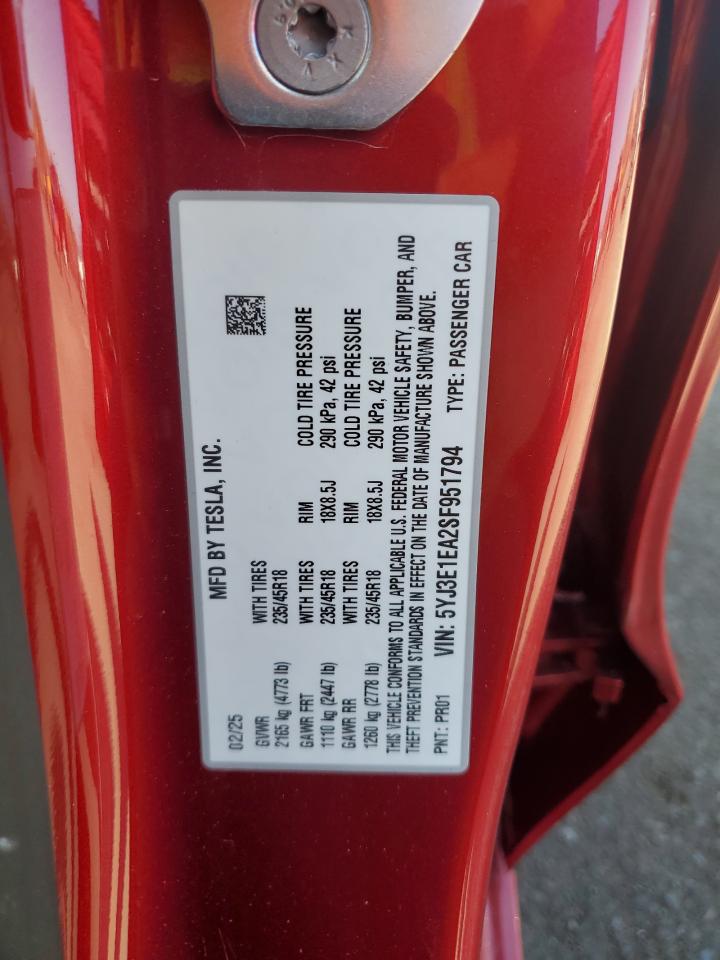 MFD BY TESLA, INC.
02/25
GVWR WITH TIRES
2165 kg (4773 lb) 235/45R18
GAWR FRT WITH TIRES RIM COLD TIRE PRESSURE
1110 kg (2447 lb) 235/45R18 18X8.5J 290 kPa, 42 psi
GAWR RR WITH TIRES RIM COLD TIRE PRESSURE
1260 kg (2778 lb) 235/45R18 18X8.5J 290 kPa, 42 psi
THIS VEHICLE CONFORMS TO ALL APPLICABLE U.S. FEDERAL MOTOR VEHICLE SAFETY, BUMPER, AND
THEFT PREVENTION STANDARDS IN EFFECT ON THE DATE OF MANUFACTURE SHOWN ABOVE.
PNT: PR01 VIN: 5YJ3E1EA2SF951794 TYPE: PASSENGER CAR